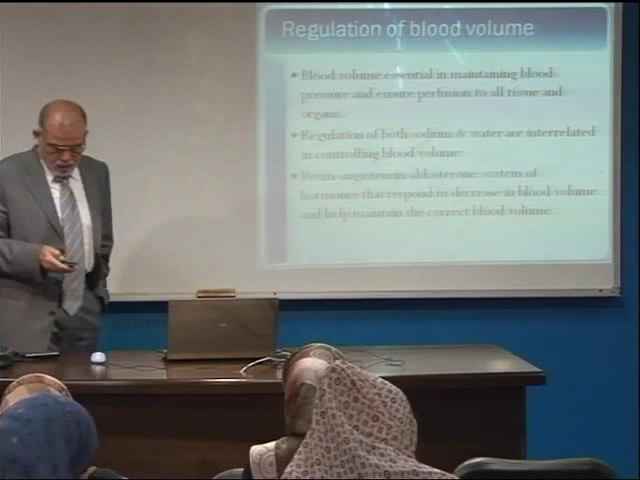 Regulation of blood volume
• Blood volume essential in maintaining blood
pressure and ensure perfusion to all tissue and
organs.
• Regulation of both sodium & water are interrelated
in controlling blood volume.
• Renin-angiotensin-aldosterone: system of
hormones that respond to decrease in blood volume
and help maintain the correct blood volume.